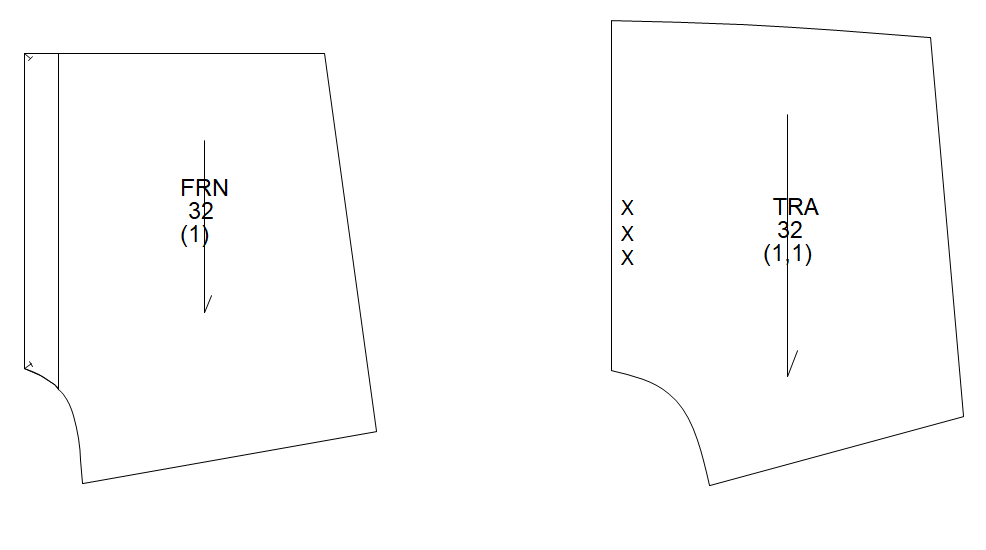 FRN
32
(1)
X
X
X
TRA
32
(1,1)